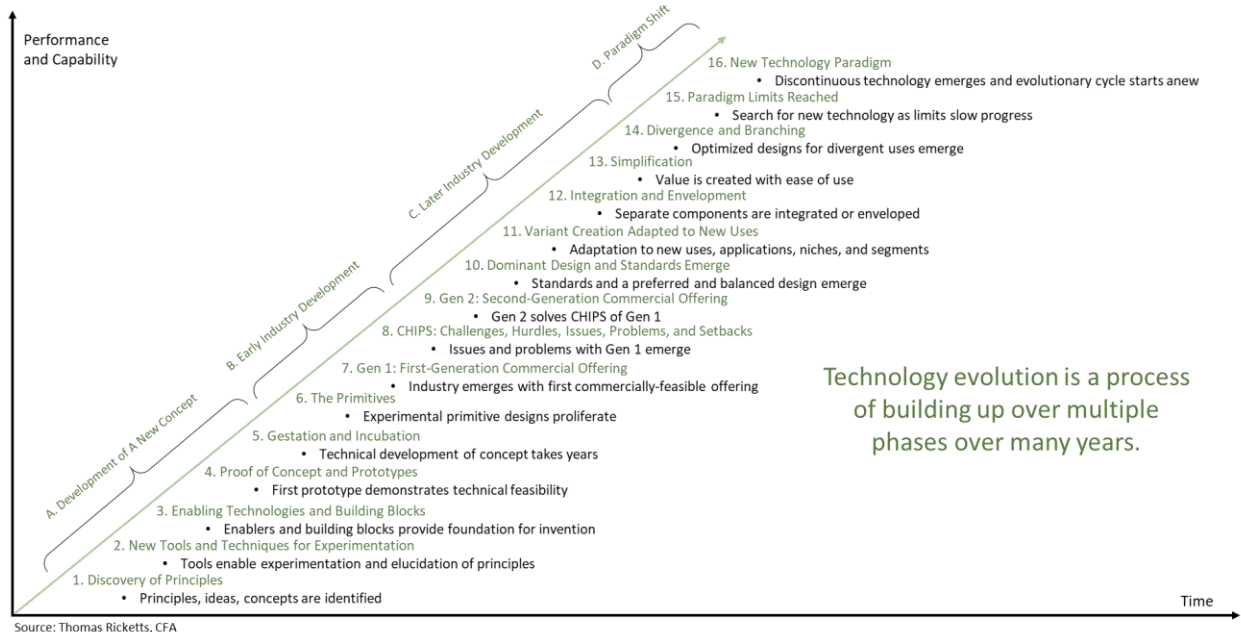 Performance
and Capability
D. Paradigm Shift
16. New Technology Paradigm
• Discontinuous technology emerges and evolutionary cycle starts anew
15. Paradigm Limits Reached
• Search for new technology as limits slow progress
14. Divergence and Branching
• Optimized designs for divergent uses emerge
C. Later Industry Development
13. Simplification
• Value is created with ease of use
12. Integration and Envelopment
• Separate components are integrated or enveloped
11. Variant Creation Adapted to New Uses
• Adaptation to new uses, applications, niches, and segments
10. Dominant Design and Standards Emerge
• Standards and a preferred and balanced design emerge
B. Early Industry Development
9. Gen 2: Second-Generation Commercial Offering
• Gen 2 solves CHIPS of Gen 1
8. CHIPS: Challenges, Hurdles, Issues, Problems, and Setbacks
• Issues and problems with Gen 1 emerge
7. Gen 1: First-Generation Commercial Offering
• Industry emerges with first commercially-feasible offering
6. The Primitives
• Experimental primitive designs proliferate
A. Development of A New Concept
5. Gestation and Incubation
• Technical development of concept takes years
4. Proof of Concept and Prototypes
• First prototype demonstrates technical feasibility
3. Enabling Technologies and Building Blocks
• Enablers and building blocks provide foundation for invention
2. New Tools and Techniques for Experimentation
• Tools enable experimentation and elucidation of principles
1. Discovery of Principles
• Principles, ideas, concepts are identified
Technology evolution is a process
of building up over multiple
phases over many years.
Time
Source: Thomas Ricketts, CFA